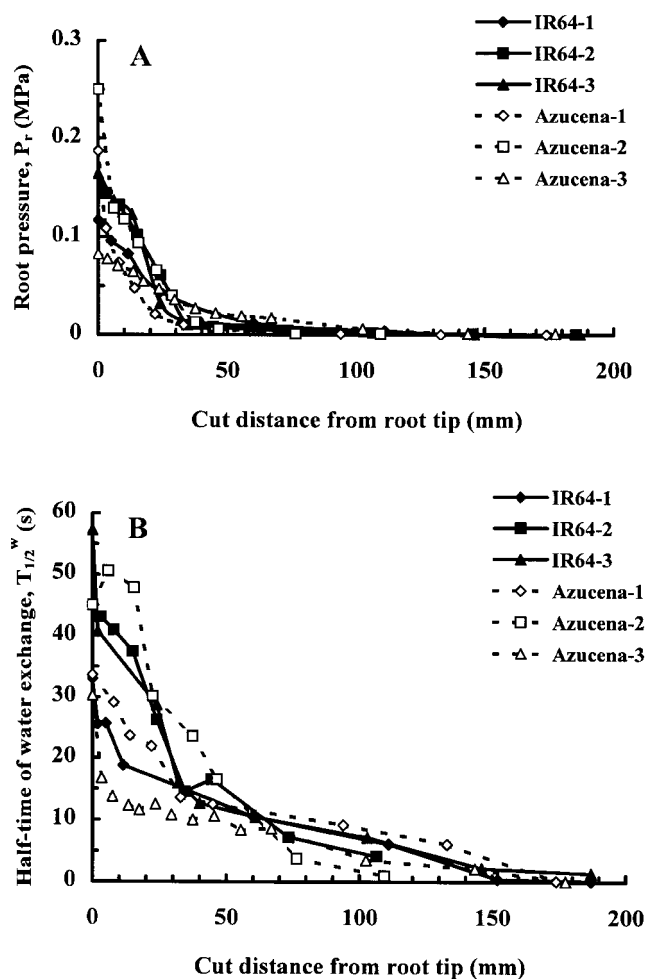 A
IR64-1
IR64-2
IR64-3
Azucena-1
Azucena-2
Azucena-3
Root pressure, Pr (MPa)
0.3
0.2
0.1
0
0 50 100 150 200
Cut distance from root tip (mm)
B
IR64-1
IR64-2
IR64-3
Azucena-1
Azucena-2
Azucena-3
Half-time of water exchange, T1/2w (s)
60
50
40
30
20
10
0
0 50 100 150 200
Cut distance from root tip (mm)